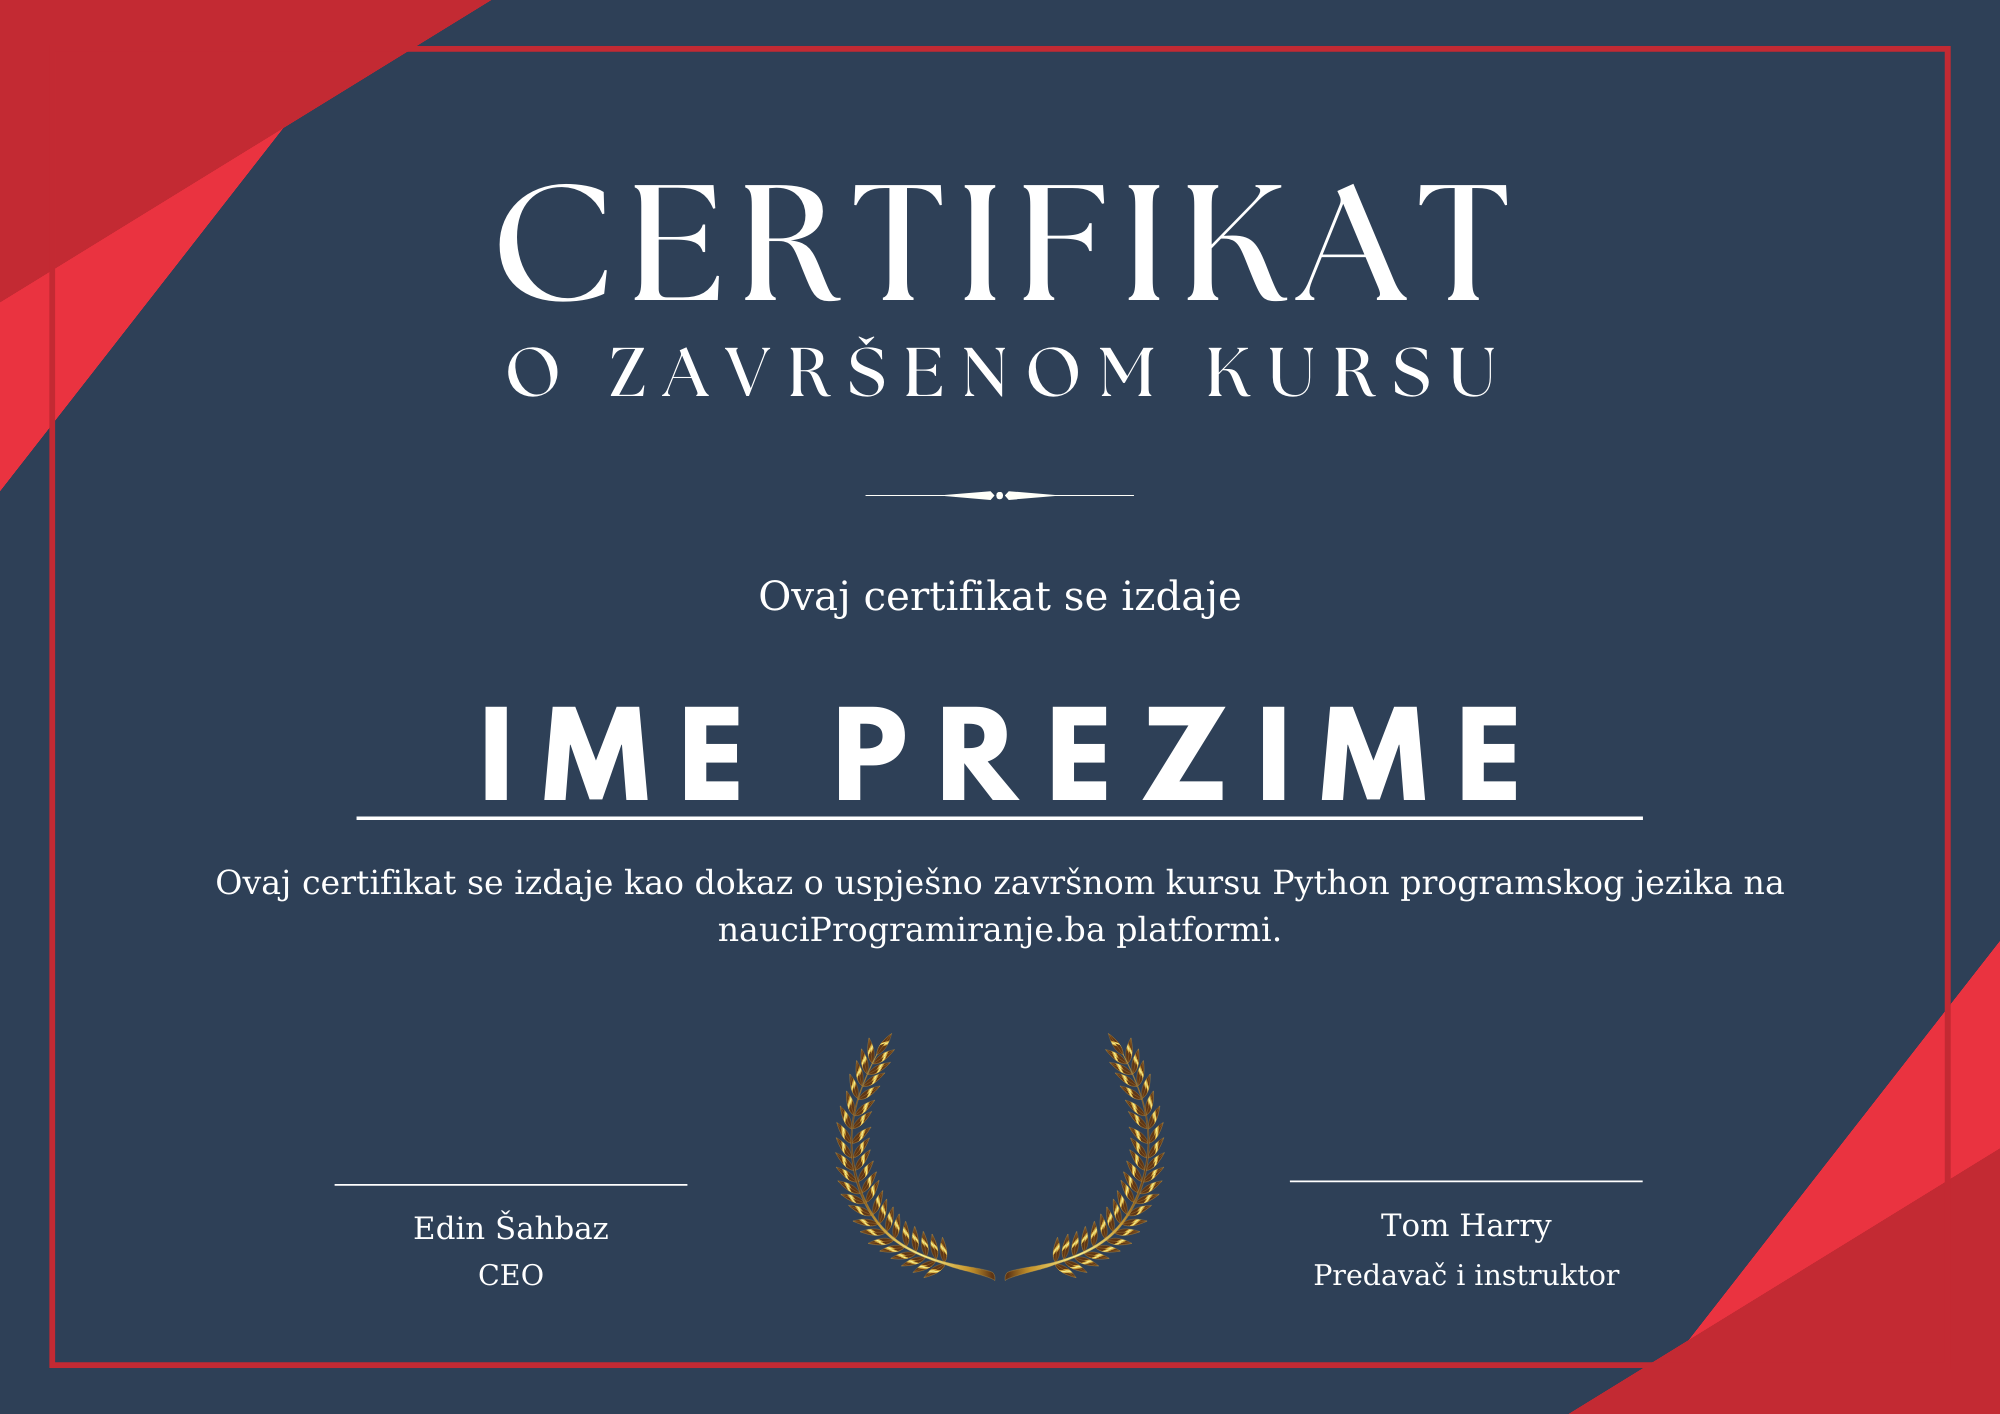 CERTIFIKAT
O ZAVRŠENOM KURSU
Ovaj certifikat se izdaje
IME PREZIME
Ovaj certifikat se izdaje kao dokaz o uspješno završnom kursu Python programskog jezika na
nauciProgramiranje.ba platformi.
Edin Šahbaz
CEO
Tom Harry
Predavač i instruktor